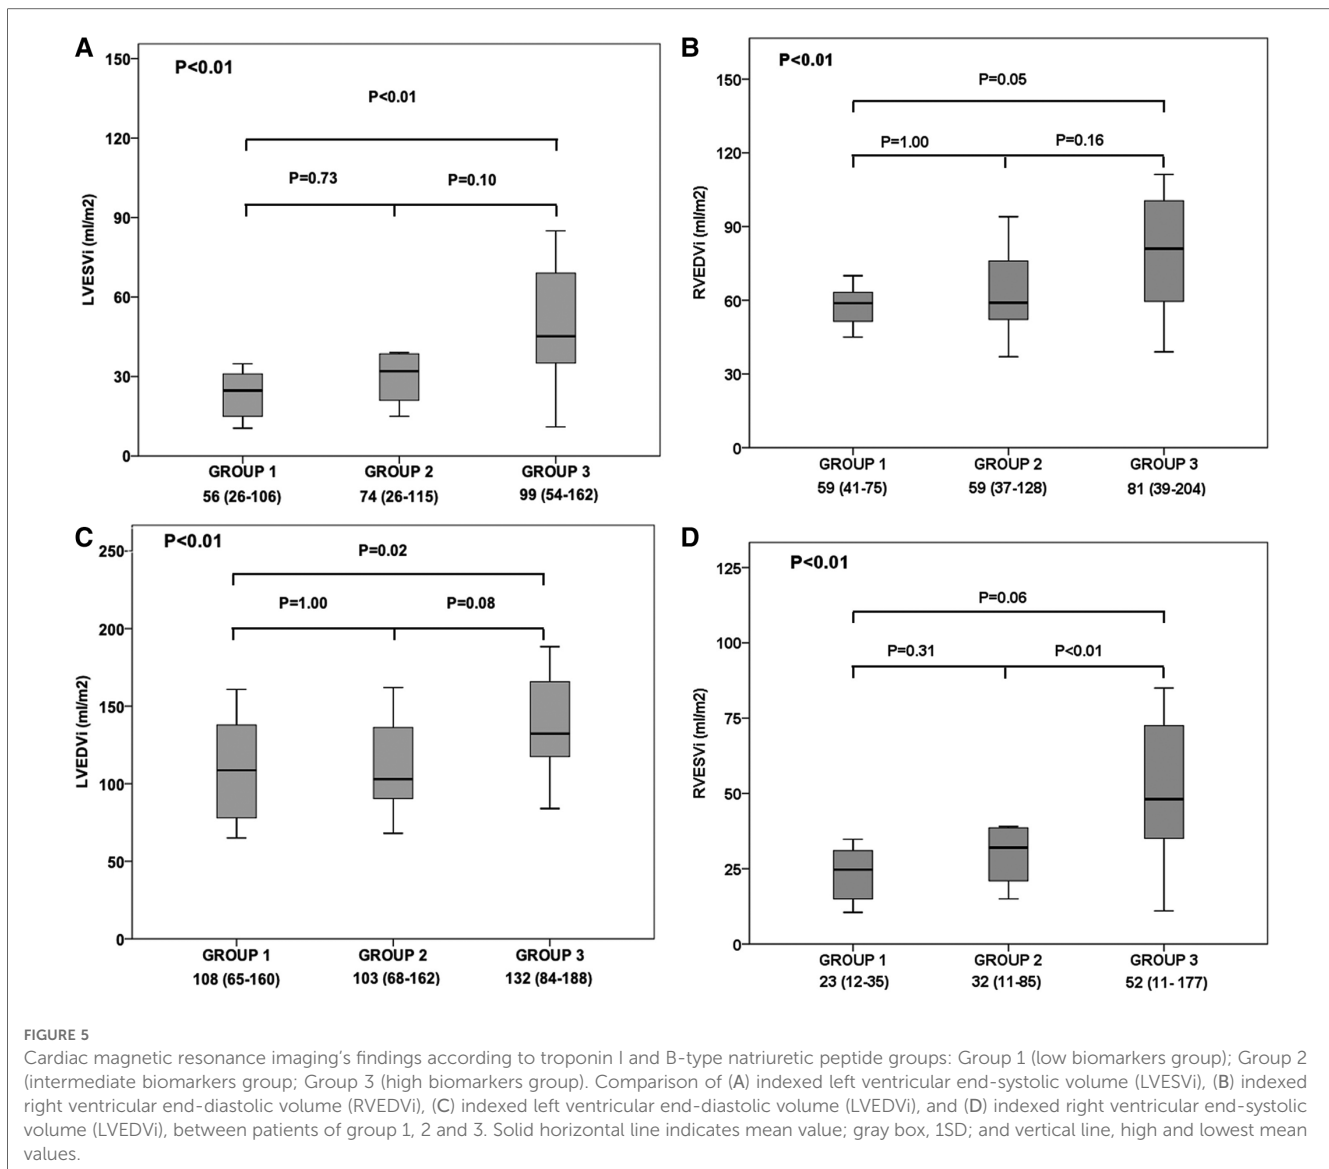 A
P<0.01
P<0.01
P=0.73
P=0.10
LVESVi (ml/m2)
150
120
90
60
30
0
GROUP 1
GROUP 2
GROUP 3
56 (26-106)
74 (26-115)
99 (54-162)
B
P<0.01
P=0.05
P=1.00
P=0.16
RVEDVi (ml/m2)
150
120
90
60
30
0
GROUP 1
GROUP 2
GROUP 3
59 (41-75)
59 (37-128)
81 (39-204)
C
P<0.01
P=0.02
P=1.00
P=0.08
LVEDVi (ml/m2)
250
200
150
100
50
0
GROUP 1
GROUP 2
GROUP 3
108 (65-160)
103 (68-162)
132 (84-188)
D
P<0.01
P=0.06
P=0.31
P<0.01
RVESVi (ml/m2)
125
100
75
50
25
0
GROUP 1
GROUP 2
GROUP 3
23 (12-35)
32 (11-85)
52 (11- 177)
FIGURE 5
Cardiac magnetic resonance imaging's findings according to troponin I and B-type natriuretic peptide groups: Group 1 (low biomarkers group); Group 2
(intermediate biomarkers group; Group 3 (high biomarkers group). Comparison of (A) indexed left ventricular end-systolic volume (LVESVi), (B) indexed
right ventricular end-diastolic volume (RVEDVi), (C) indexed left ventricular end-diastolic volume (LVEDVi), and (D) indexed right ventricular end-systolic
volume (LVEDVi), between patients of group 1, 2 and 3. Solid horizontal line indicates mean value; gray box, 1SD; and vertical line, high and lowest mean
values.